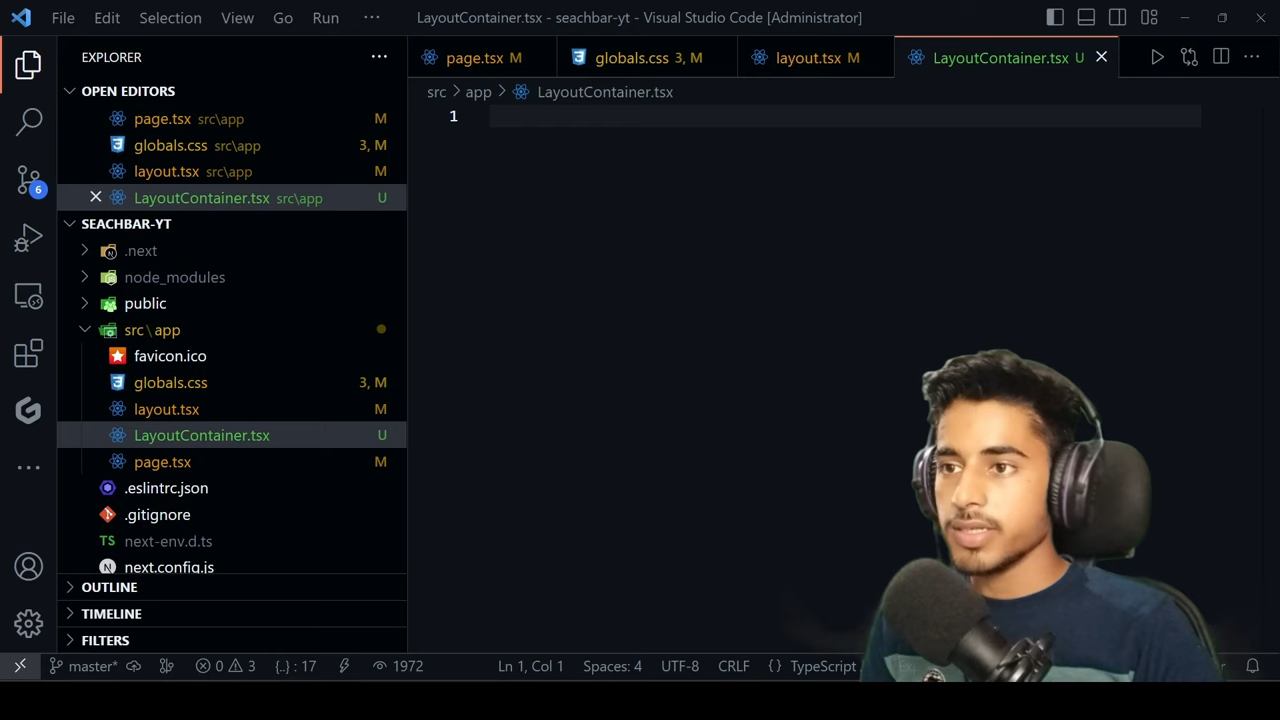 File Edit Selection View Go Run ··· LayoutContainer.tsx - seachbar-yt - Visual Studio Code [Administrator]
EXPLORER ···
page.tsx M globals.css 3, M layout.tsx M LayoutContainer.tsx U
OPEN EDITORS
src > app > LayoutContainer.tsx
page.tsx src\app M
1
globals.css src\app 3, M
layout.tsx src\app M
LayoutContainer.tsx src\app U
6
SEACHBAR-YT
.next
node_modules
public
src \ app
favicon.ico
globals.css 3, M
layout.tsx M
LayoutContainer.tsx U
page.tsx M
.eslintrc.json
.gitignore
TS next-env.d.ts
next.config.js
OUTLINE
TIMELINE
FILTERS
master* 0 3 {..} : 17 1972 Ln 1, Col 1 Spaces: 4 UTF-8 CRLF {} TypeScript